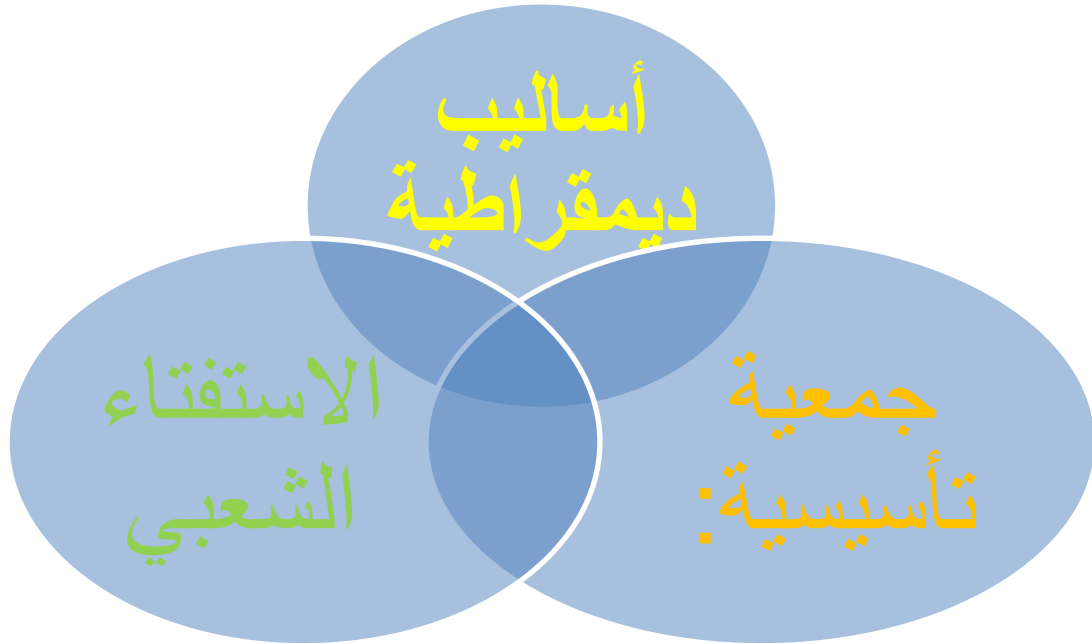 أساليب
ديمقراطية
جمعية
تأسيسية:
الاستفتاء
الشعبي